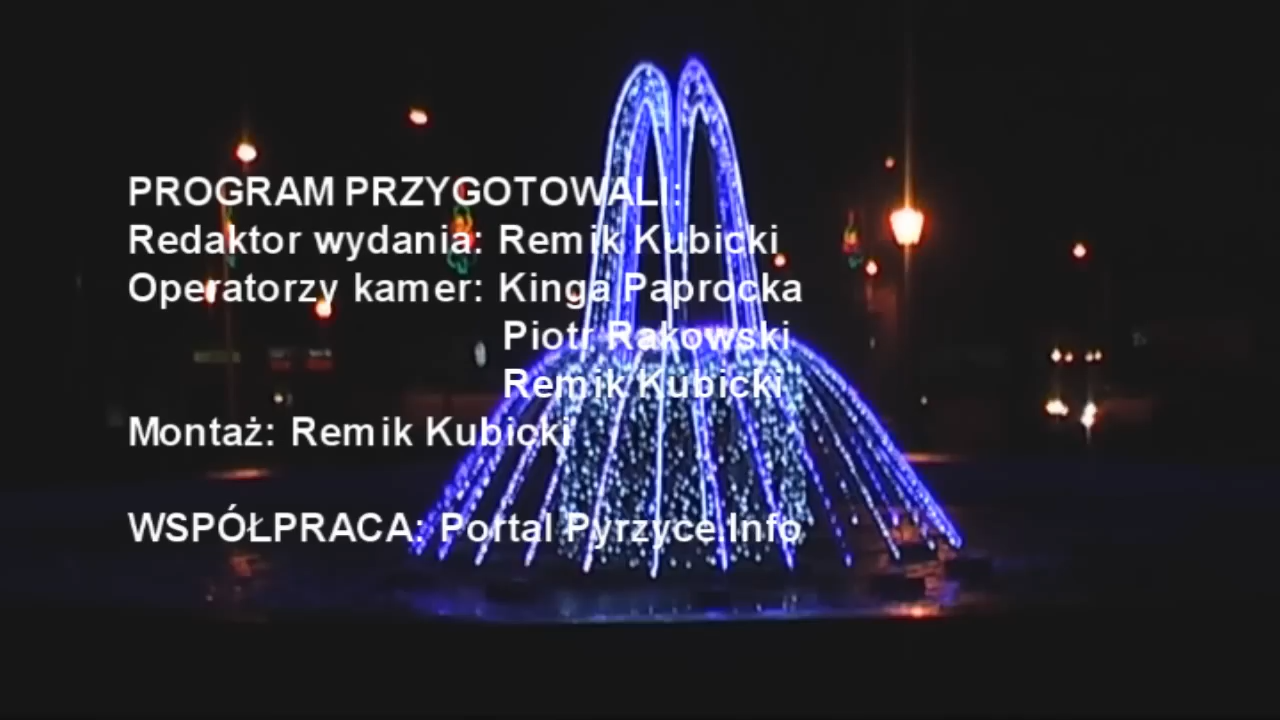 PROGRAM PRZYGOTOWALI:
Redaktor wydania: Remik Kubicki
Operatorzy kamer: Kinga Paprocka
Piotr Rakowski
Remik Kubicki
Montaż: Remik Kubicki
WSPÓŁPRACA: Portal Pyrzyce.Info